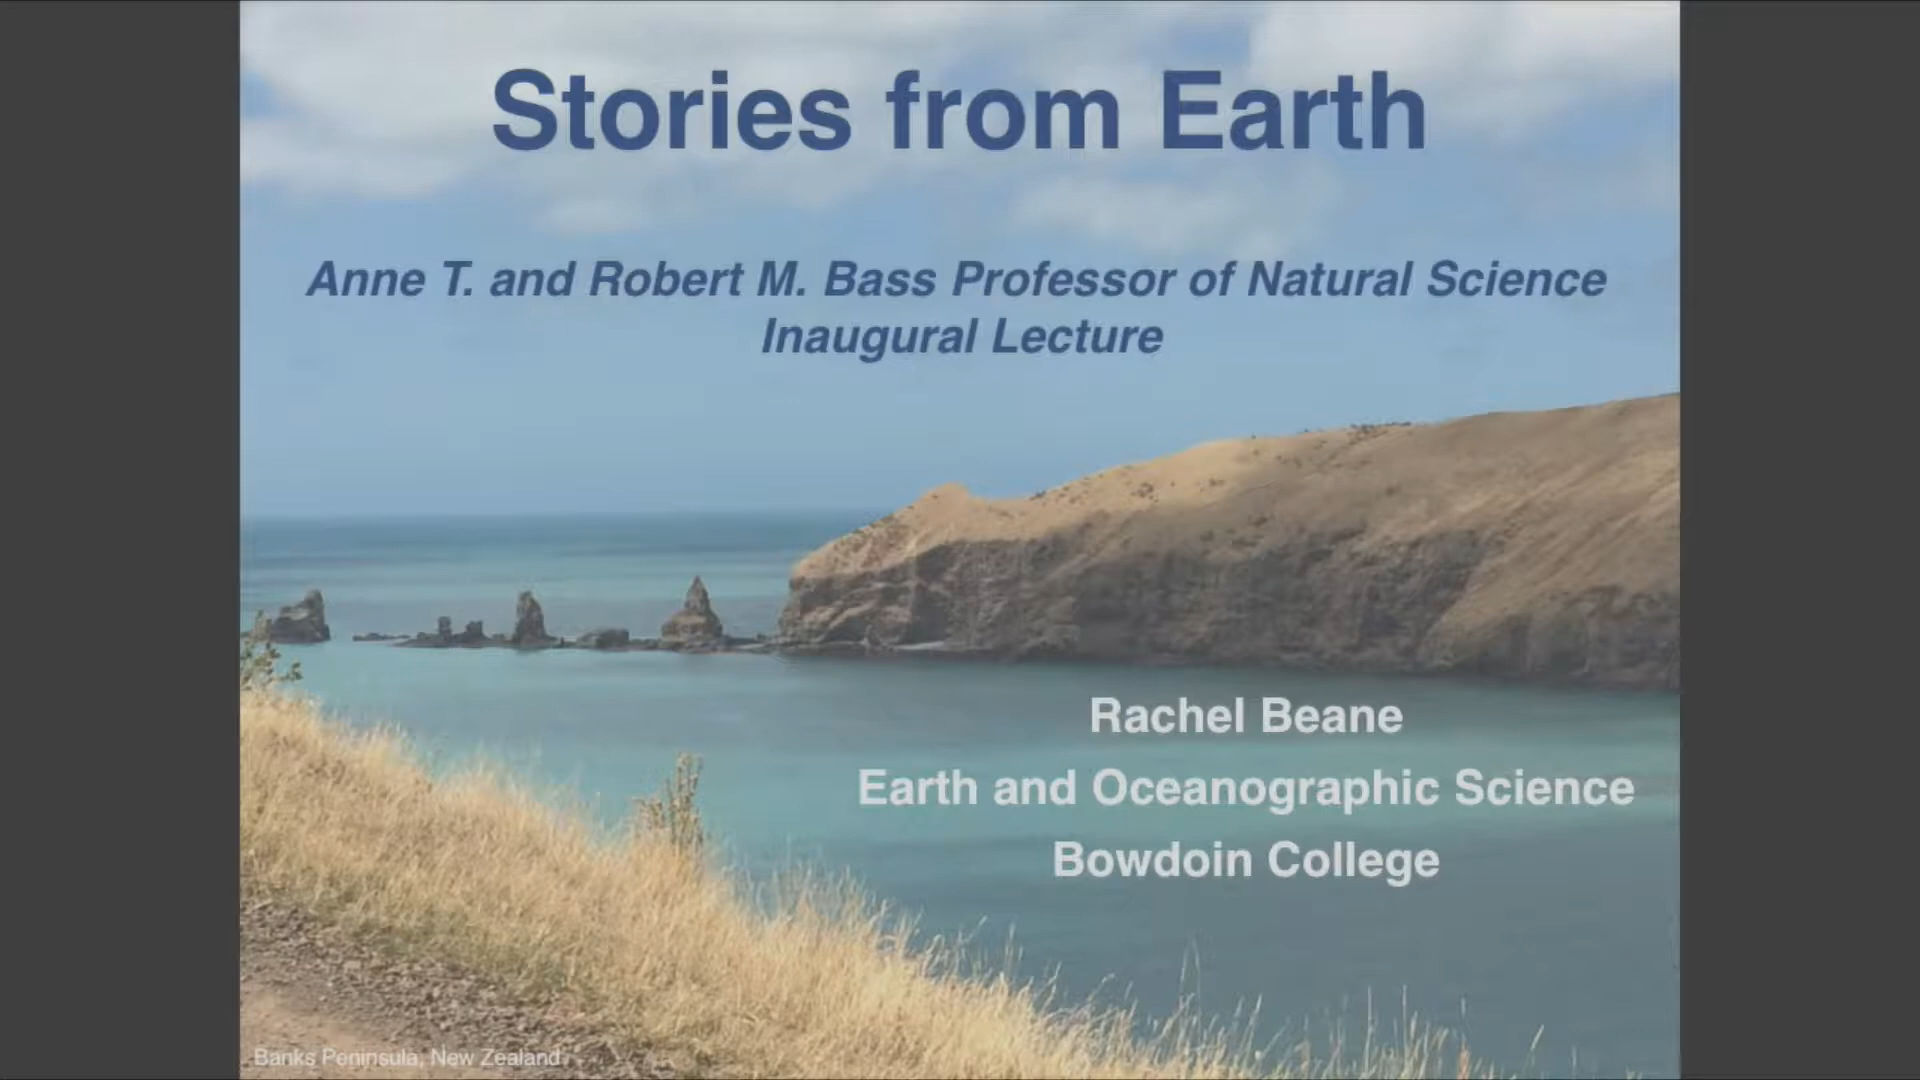 Stories from Earth
Anne T. and Robert M. Bass Professor of Natural Science
Inaugural Lecture
Rachel Beane
Earth and Oceanographic Science
Bowdoin College
Banks Peninsula, New Zealand